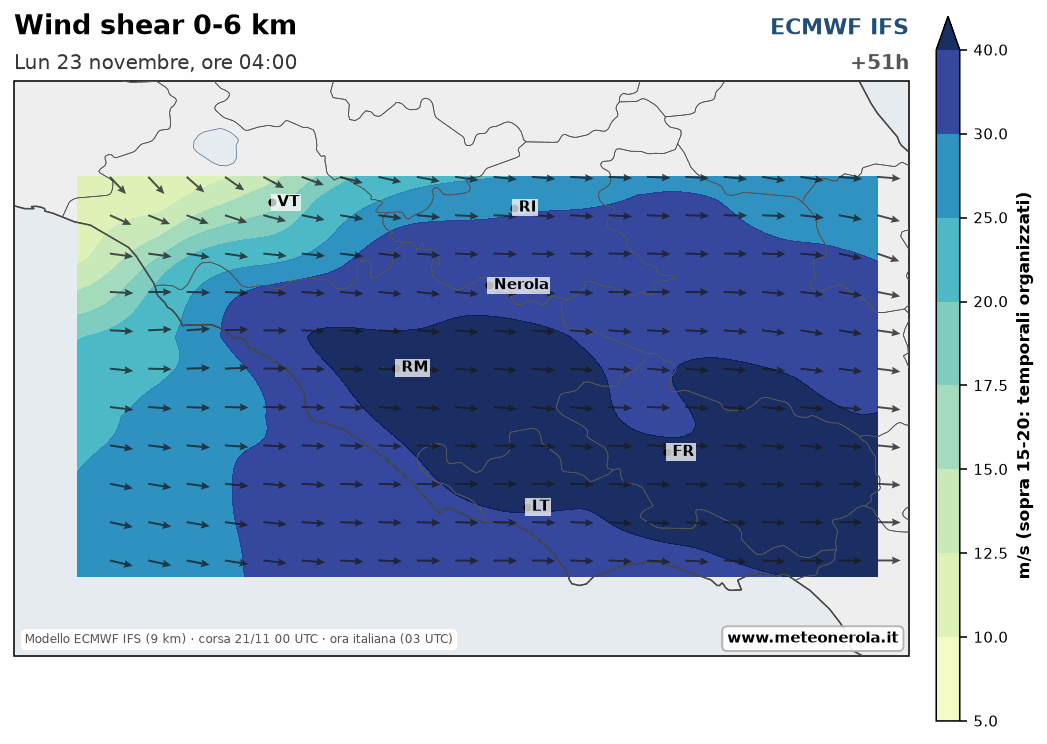 Wind shear 0-6 km
ECMWF IFS
Lun 23 novembre, ore 04:00
+51h
VT
RI
Nerola
RM
FR
LT
40.0
30.0
25.0
20.0
17.5
15.0
12.5
10.0
5.0
m/s (sopra 15-20: temporali organizzati)
Modello ECMWF IFS (9 km) · corsa 21/11 00 UTC · ora italiana (03 UTC)
www.meteonerola.it